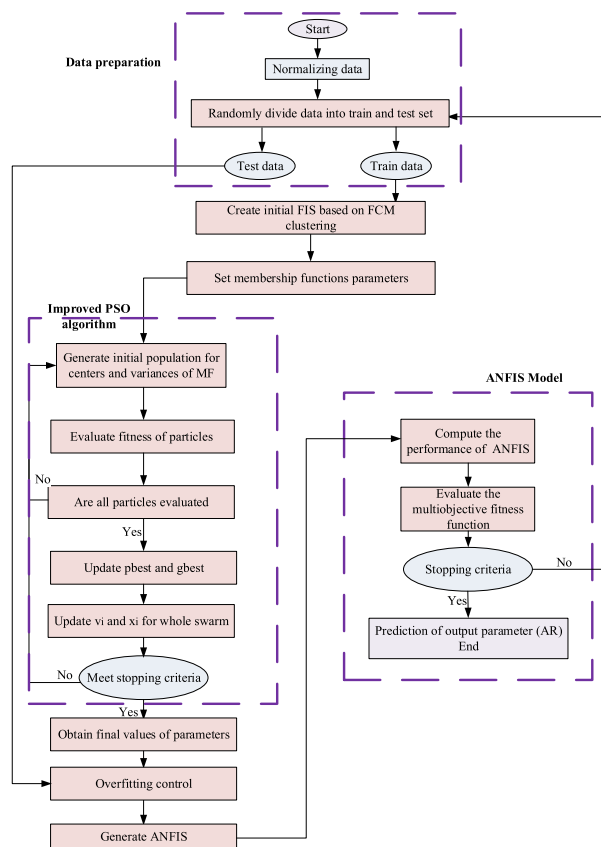 Start
Data preparation
Normalizing data
Randomly divide data into train and test set
Test data
Train data
Create initial FIS based on FCM
clustering
Set membership functions parameters
Improved PSO
algorithm
Generate initial population for
centers and variances of MF
Evaluate fitness of particles
No
Are all particles evaluated
Yes
Update pbest and gbest
Update vi and xi for whole swarm
No
Meet stopping criteria
Yes
Obtain final values of parameters
Overfitting control
Generate ANFIS
ANFIS Model
Compute the
performance of ANFIS
Evaluate the
multiobjective fitness
function
Stopping criteria
No
Yes
Prediction of output parameter (AR)
End